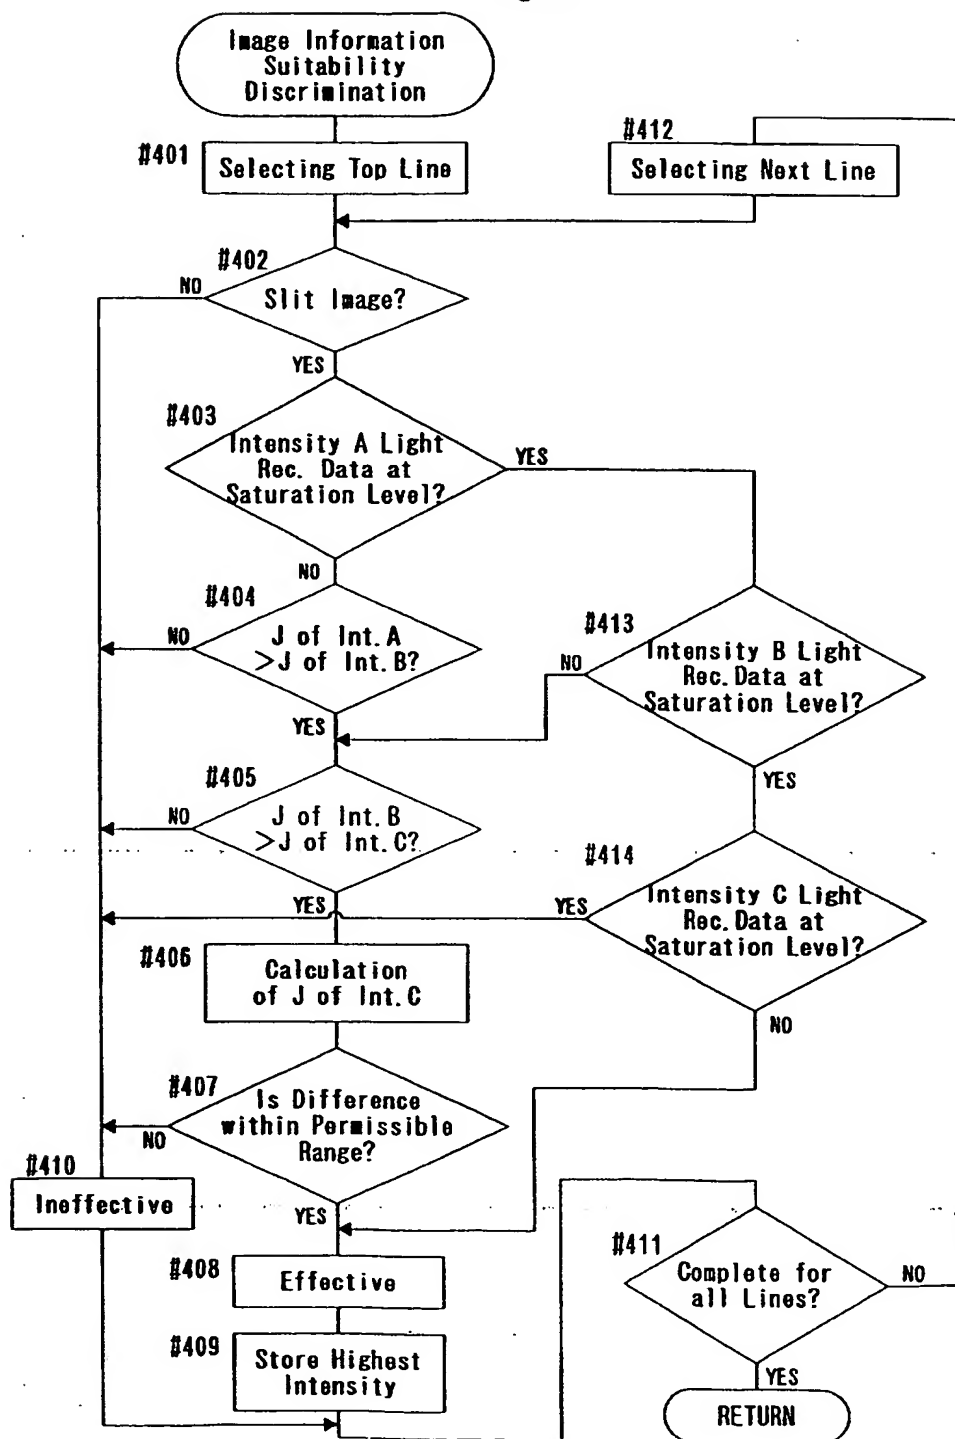 Image Information
Suitability
Discrimination
#401
Selecting Top Line
#412
Selecting Next Line
#402
NO
Slit Image?
YES
#403
Intensity A Light
Rec. Data at
Saturation Level?
YES
NO
#404
NO
J of Int.A
>J of Int.B?
YES
#413
NO
Intensity B Light
Rec.Data at
Saturation Level?
YES
#405
NO
J of Int.B
>J of Int.C?
YES
#414
YES
Intensity C Light
Rec.Data at
Saturation Level?
NO
#406
Calculation
of J of Int.C
#407
Is Difference
within Permissible
Range?
NO
YES
#410
Ineffective
#408
Effective
#409
Store Highest
Intensity
#411
Complete for
all Lines?
NO
YES
RETURN